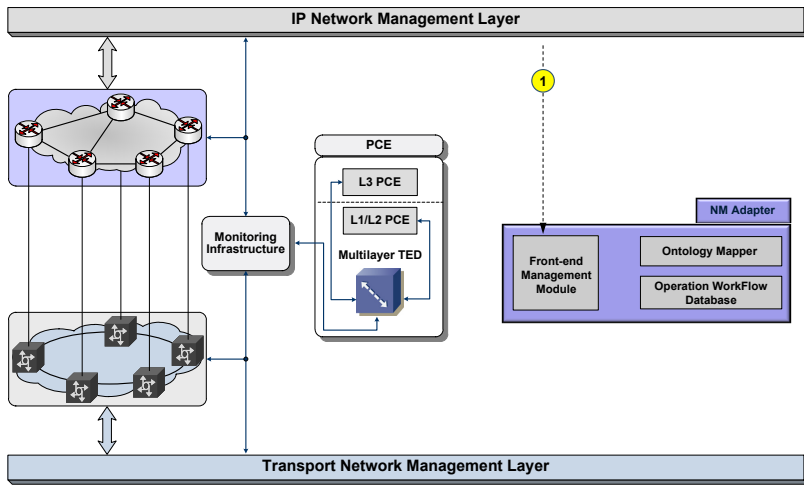 IP Network Management Layer
1
PCE
L3 PCE
L1/L2 PCE
Multilayer TED
Monitoring
Infrastructure
NM Adapter
Front-end
Management
Module
Ontology Mapper
Operation WorkFlow
Database
Transport Network Management Layer